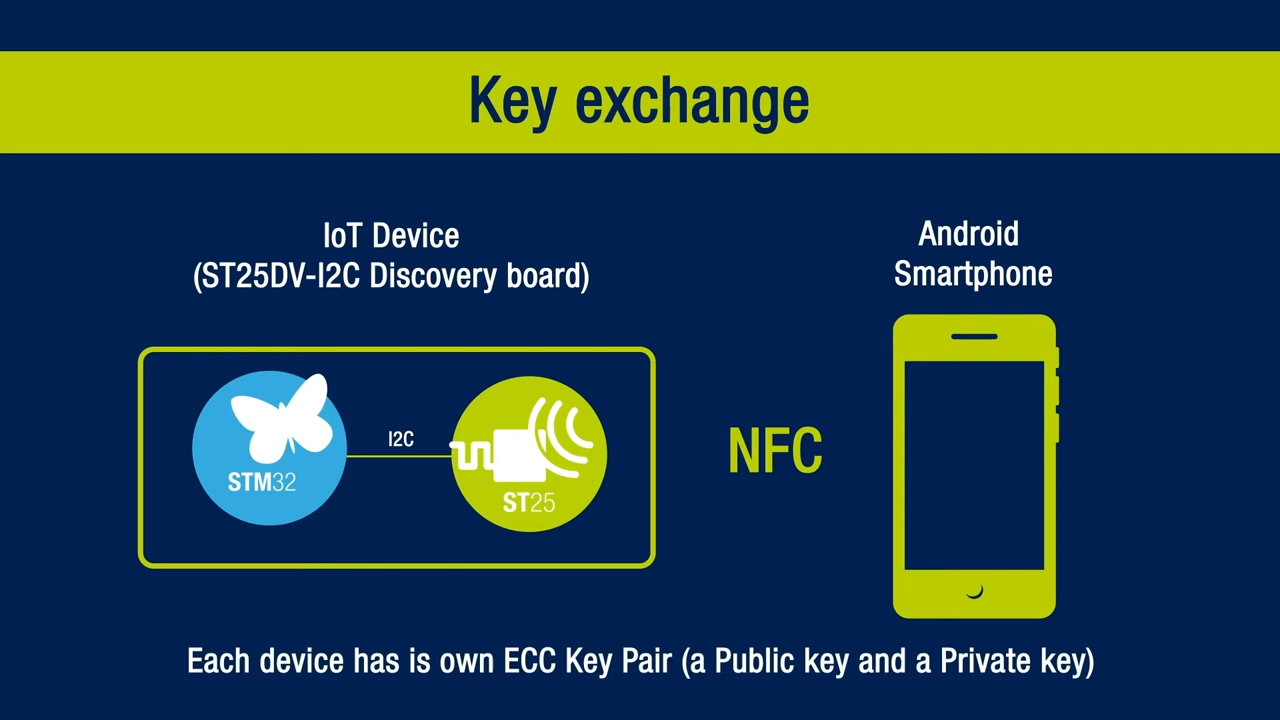 Key exchange
IoT Device
(ST25DV-I2C Discovery board)
Android
Smartphone
STM32
I2C
ST25
NFC
Each device has is own ECC Key Pair (a Public key and a Private key)